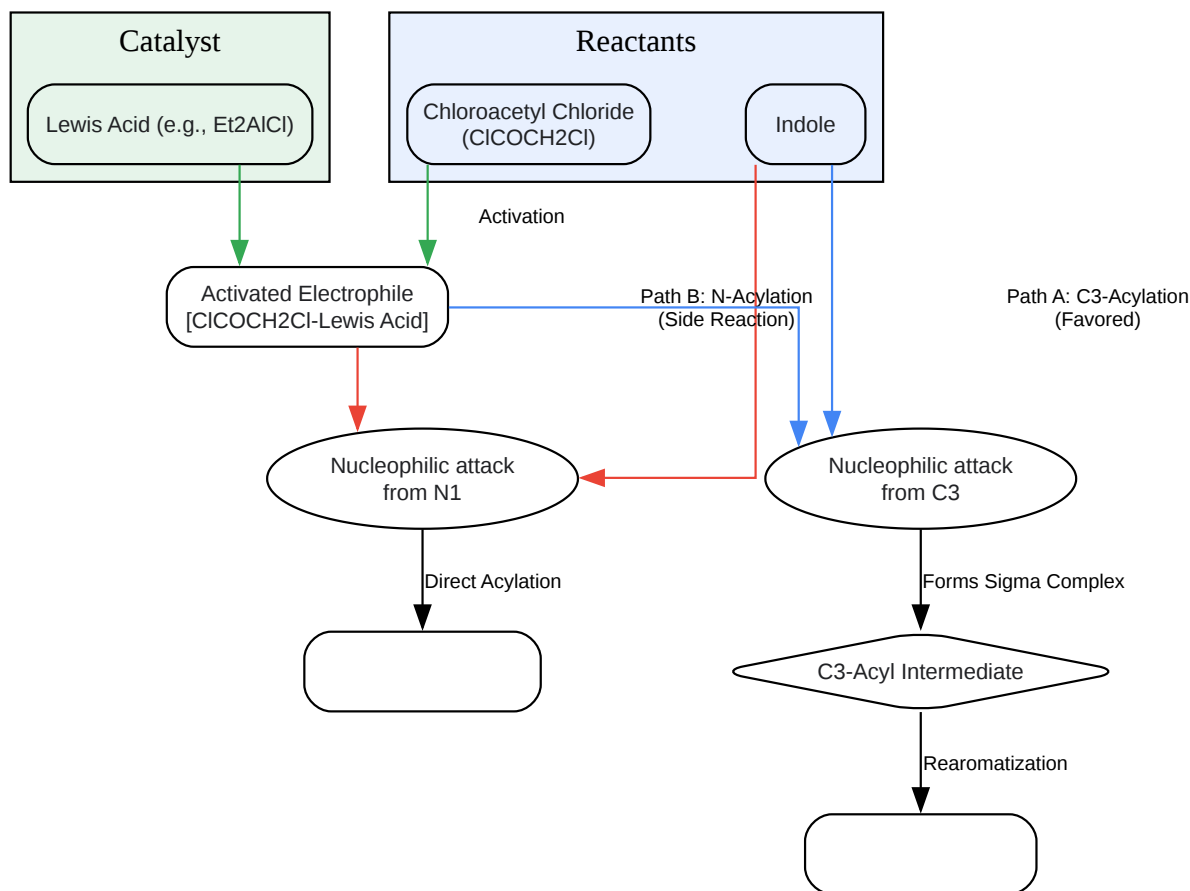 Catalyst
Reactants
Lewis Acid (e.g., Et2AlCl)
Chloroacetyl Chloride
(ClCOCH2Cl)
Indole
Activation
Activated Electrophile
[ClCOCH2Cl-Lewis Acid]
Path B: N-Acylation
(Side Reaction)
Path A: C3-Acylation
(Favored)
Nucleophilic attack
from N1
Nucleophilic attack
from C3
Direct Acylation
Forms Sigma Complex
C3-Acyl Intermediate
Rearomatization